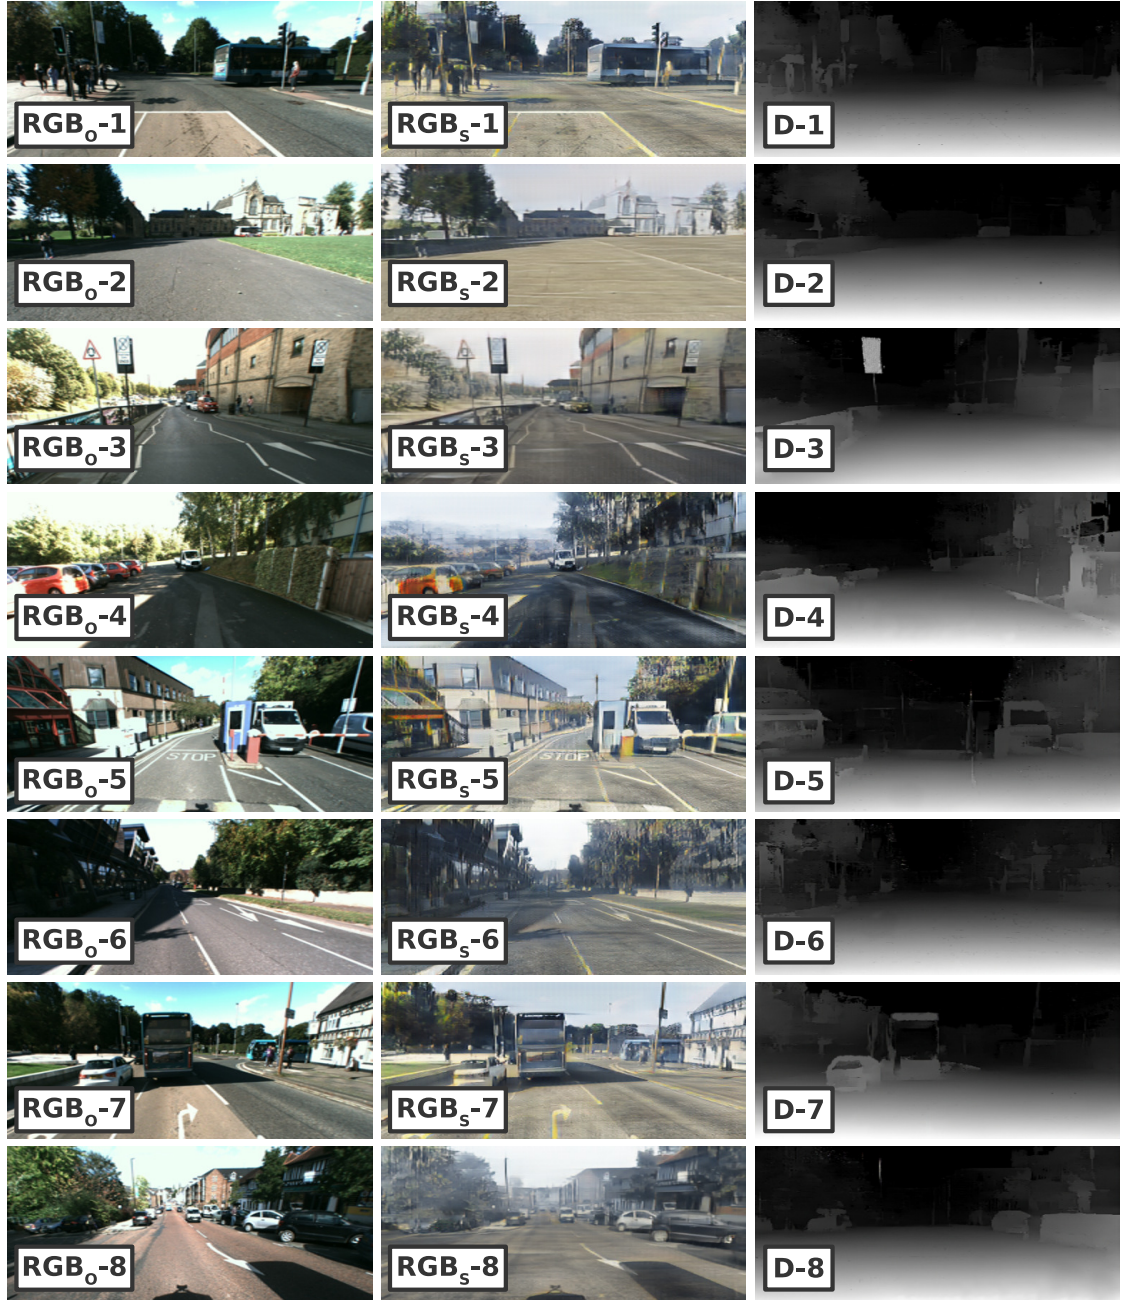 RGBₒ-1 RGBₛ-1 D-1
RGBₒ-2 RGBₛ-2 D-2
RGBₒ-3 RGBₛ-3 D-3
RGBₒ-4 RGBₛ-4 D-4
STOP STOP
RGBₒ-5 RGBₛ-5 D-5
RGBₒ-6 RGBₛ-6 D-6
RGBₒ-7 RGBₛ-7 D-7
RGBₒ-8 RGBₛ-8 D-8